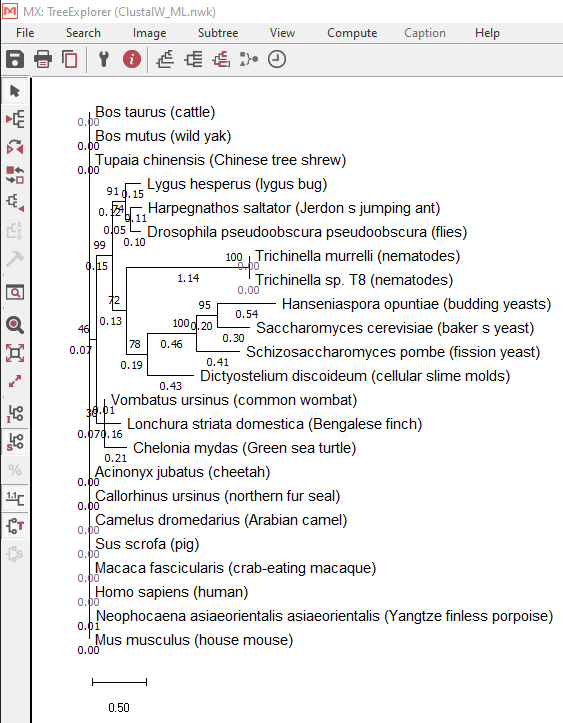 MX: TreeExplorer (ClustalW_ML.nwk)
File Search Image Subtree View Compute Caption Help
Bos taurus (cattle)
0.00
Bos mutus (wild yak)
0.00
Tupaia chinensis (Chinese tree shrew)
0.00
91 Lygus hesperus (lygus bug)
0.15
0.12 74 Harpegnathos saltator (Jerdon s jumping ant)
0.11
0.05 Drosophila pseudoobscura pseudoobscura (flies)
0.10
99 100 Trichinella murrelli (nematodes)
0.15 0.00
1.14 Trichinella sp. T8 (nematodes)
0.00
72 95 Hanseniaspora opuntiae (budding yeasts)
0.13 0.54
100 0.20 Saccharomyces cerevisiae (baker s yeast)
46 0.30
78 0.46 Schizosaccharomyces pombe (fission yeast)
0.07 0.41
0.19 Dictyostelium discoideum (cellular slime molds)
0.43
Vombatus ursinus (common wombat)
0.01
Lonchura striata domestica (Bengalese finch)
0.07 0.16
Chelonia mydas (Green sea turtle)
0.21
Acinonyx jubatus (cheetah)
0.00
Callorhinus ursinus (northern fur seal)
0.00
Camelus dromedarius (Arabian camel)
0.00
Sus scrofa (pig)
0.00
Macaca fascicularis (crab-eating macaque)
0.00
Homo sapiens (human)
0.00
Neophocaena asiaeorientalis asiaeorientalis (Yangtze finless porpoise)
0.01
Mus musculus (house mouse)
0.00
0.50